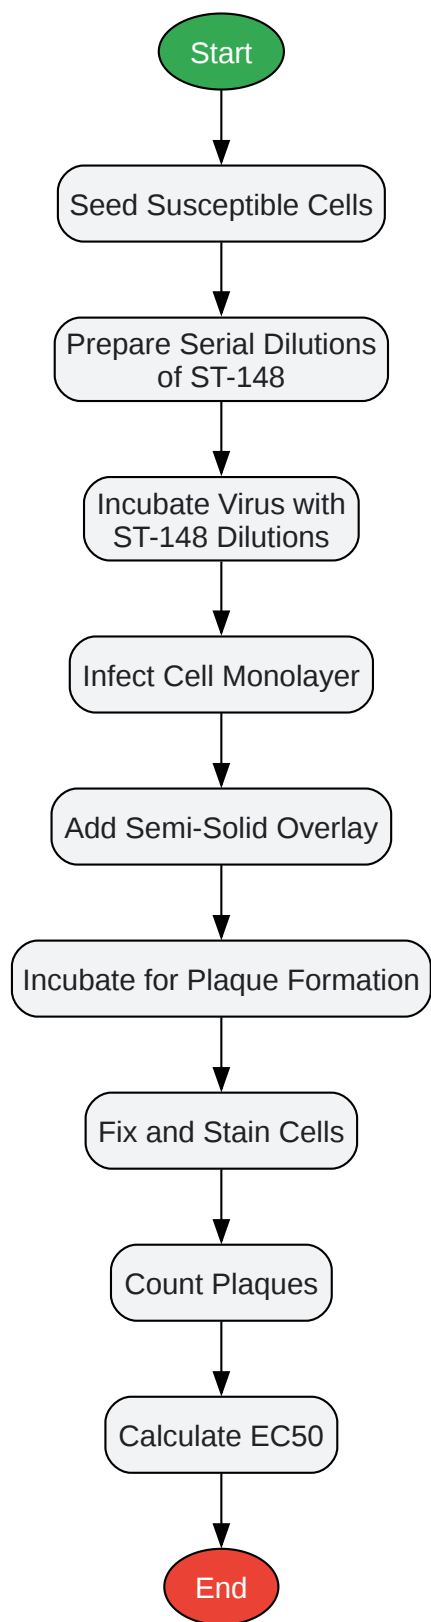 Start
Seed Susceptible Cells
Prepare Serial Dilutions
of ST-148
Incubate Virus with
ST-148 Dilutions
Infect Cell Monolayer
Add Semi-Solid Overlay
Incubate for Plaque Formation
Fix and Stain Cells
Count Plaques
Calculate EC50
End